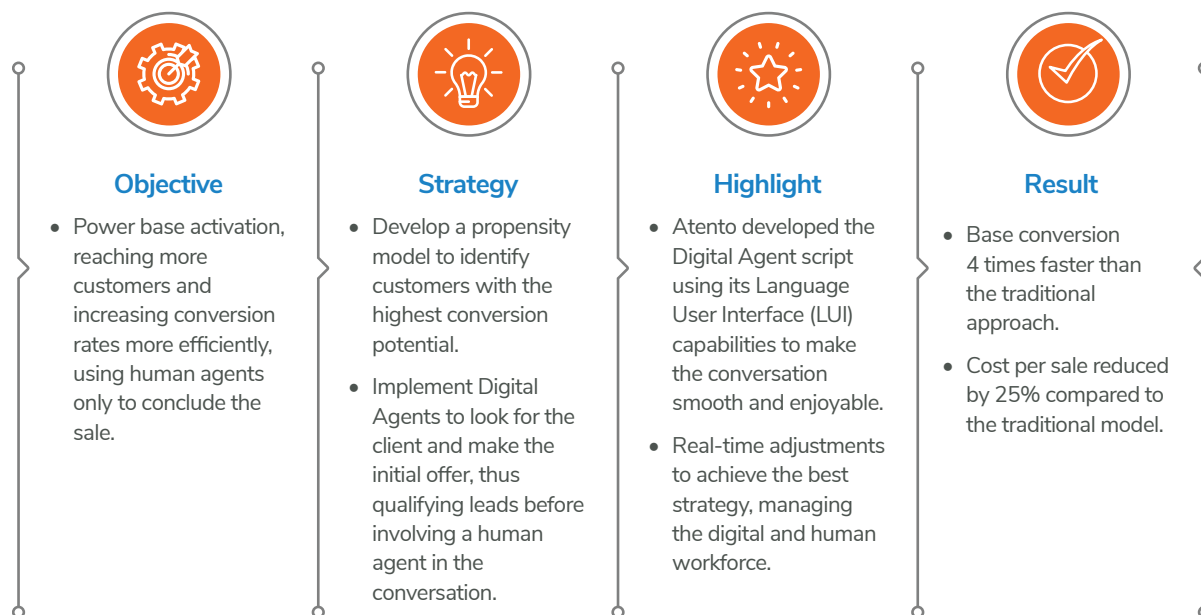 Objective
• Power base activation,
reaching more
customers and
increasing conversion
rates more efficiently,
using human agents
only to conclude the
sale.
Strategy
• Develop a propensity
model to identify
customers with the
highest conversion
potential.
• Implement Digital
Agents to look for the
client and make the
initial offer, thus
qualifying leads before
involving a human
agent in the
conversation.
Highlight
• Atento developed the
Digital Agent script
using its Language
User Interface (LUI)
capabilities to make
the conversation
smooth and enjoyable.
• Real-time adjustments
to achieve the best
strategy, managing
the digital and human
workforce.
Result
• Base conversion
4 times faster than
the traditional
approach.
• Cost per sale reduced
by 25% compared to
the traditional model.